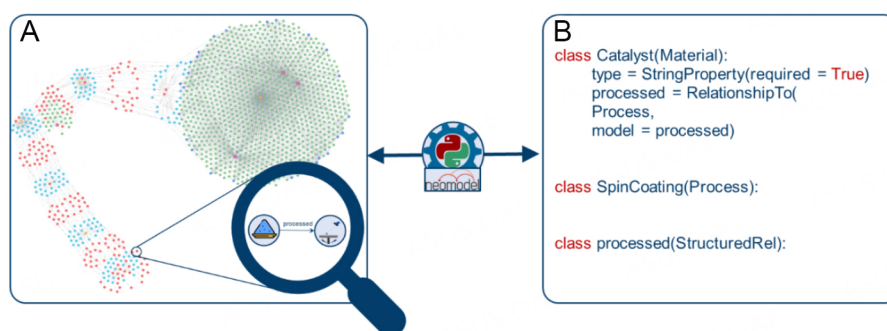 A
processed
neomodel
B
class Catalyst(Material):
type = StringProperty(required = True)
processed = RelationshipTo(
Process,
model = processed)
class SpinCoating(Process):
class processed(StructuredRel):